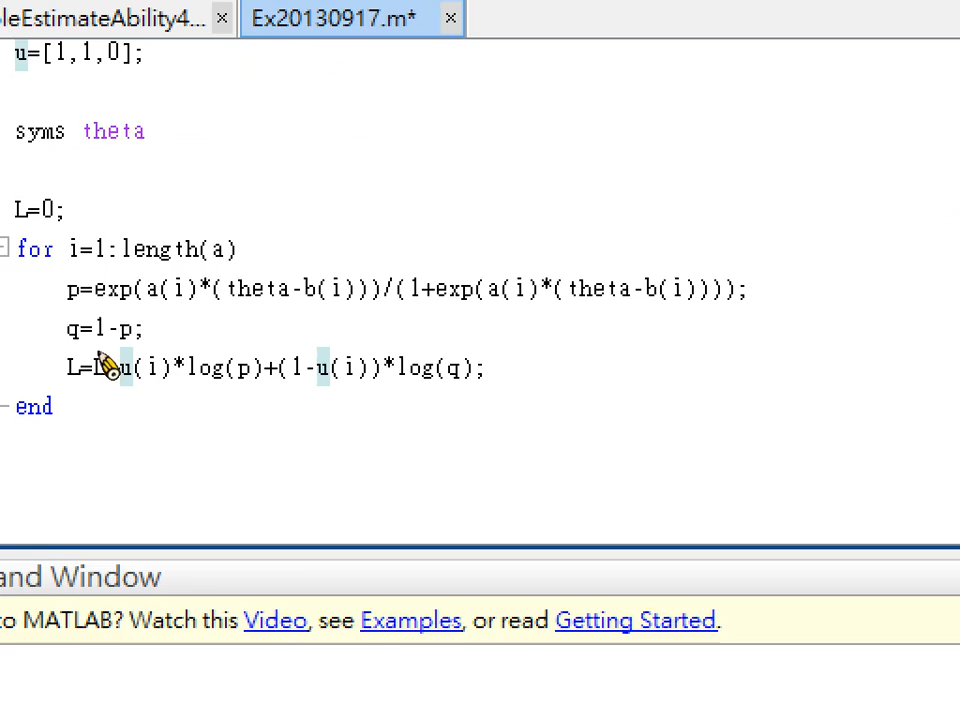 leEstimateAbility4... × Ex20130917.m* ×
u=[1,1,0];
syms theta
L=0;
for i=1:length(a)
p=exp(a(i)*(theta-b(i)))/(1+exp(a(i)*(theta-b(i))));
q=1-p;
L=L u(i)*log(p)+(1-u(i))*log(q);
end
and Window
to MATLAB? Watch this Video, see Examples, or read Getting Started.